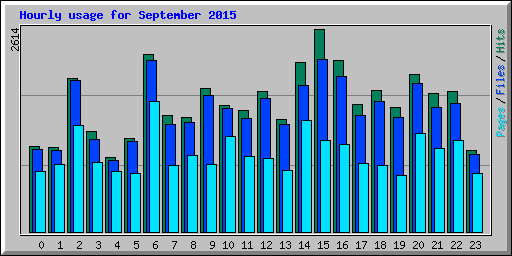 Hourly usage for September 2015
2614
Pages / Files / Hits
0 1 2 3 4 5 6 7 8 9 10 11 12 13 14 15 16 17 18 19 20 21 22 23